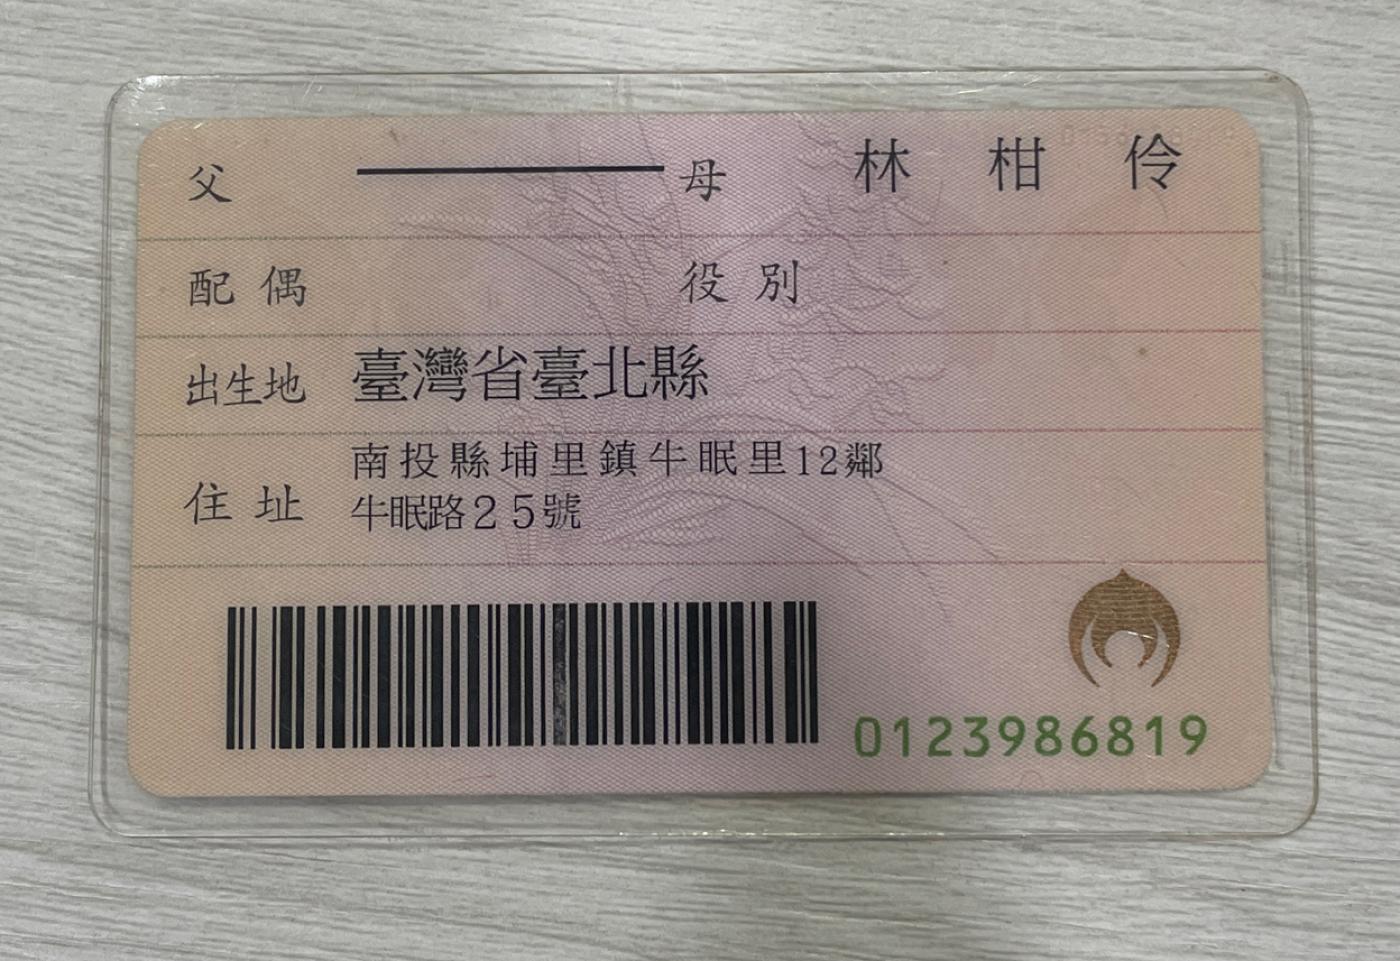 父 母 林柑伶
配偶 役別
出生地 臺灣省臺北縣
住址 南投縣埔里鎮牛眠里12鄰
牛眠路25號
0123986819